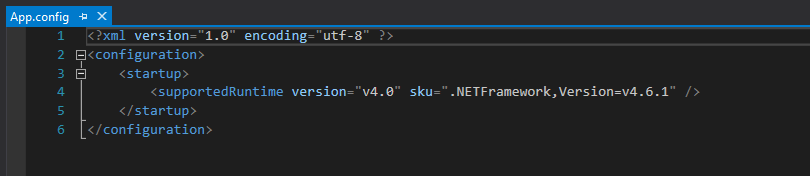 App.config
1 <?xml version="1.0" encoding="utf-8" ?>
2 <configuration>
3 <startup>
4 <supportedRuntime version="v4.0" sku=".NETFramework,Version=v4.6.1" />
5 </startup>
6 </configuration>